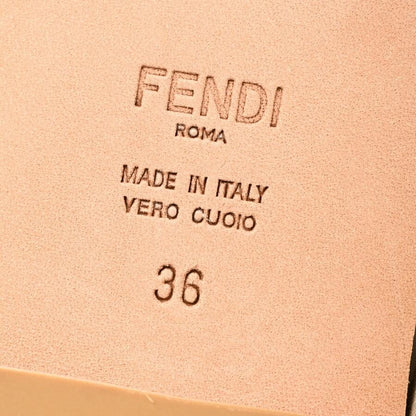 FENDI
ROMA
MADE IN ITALY
VERO CUOIO
36